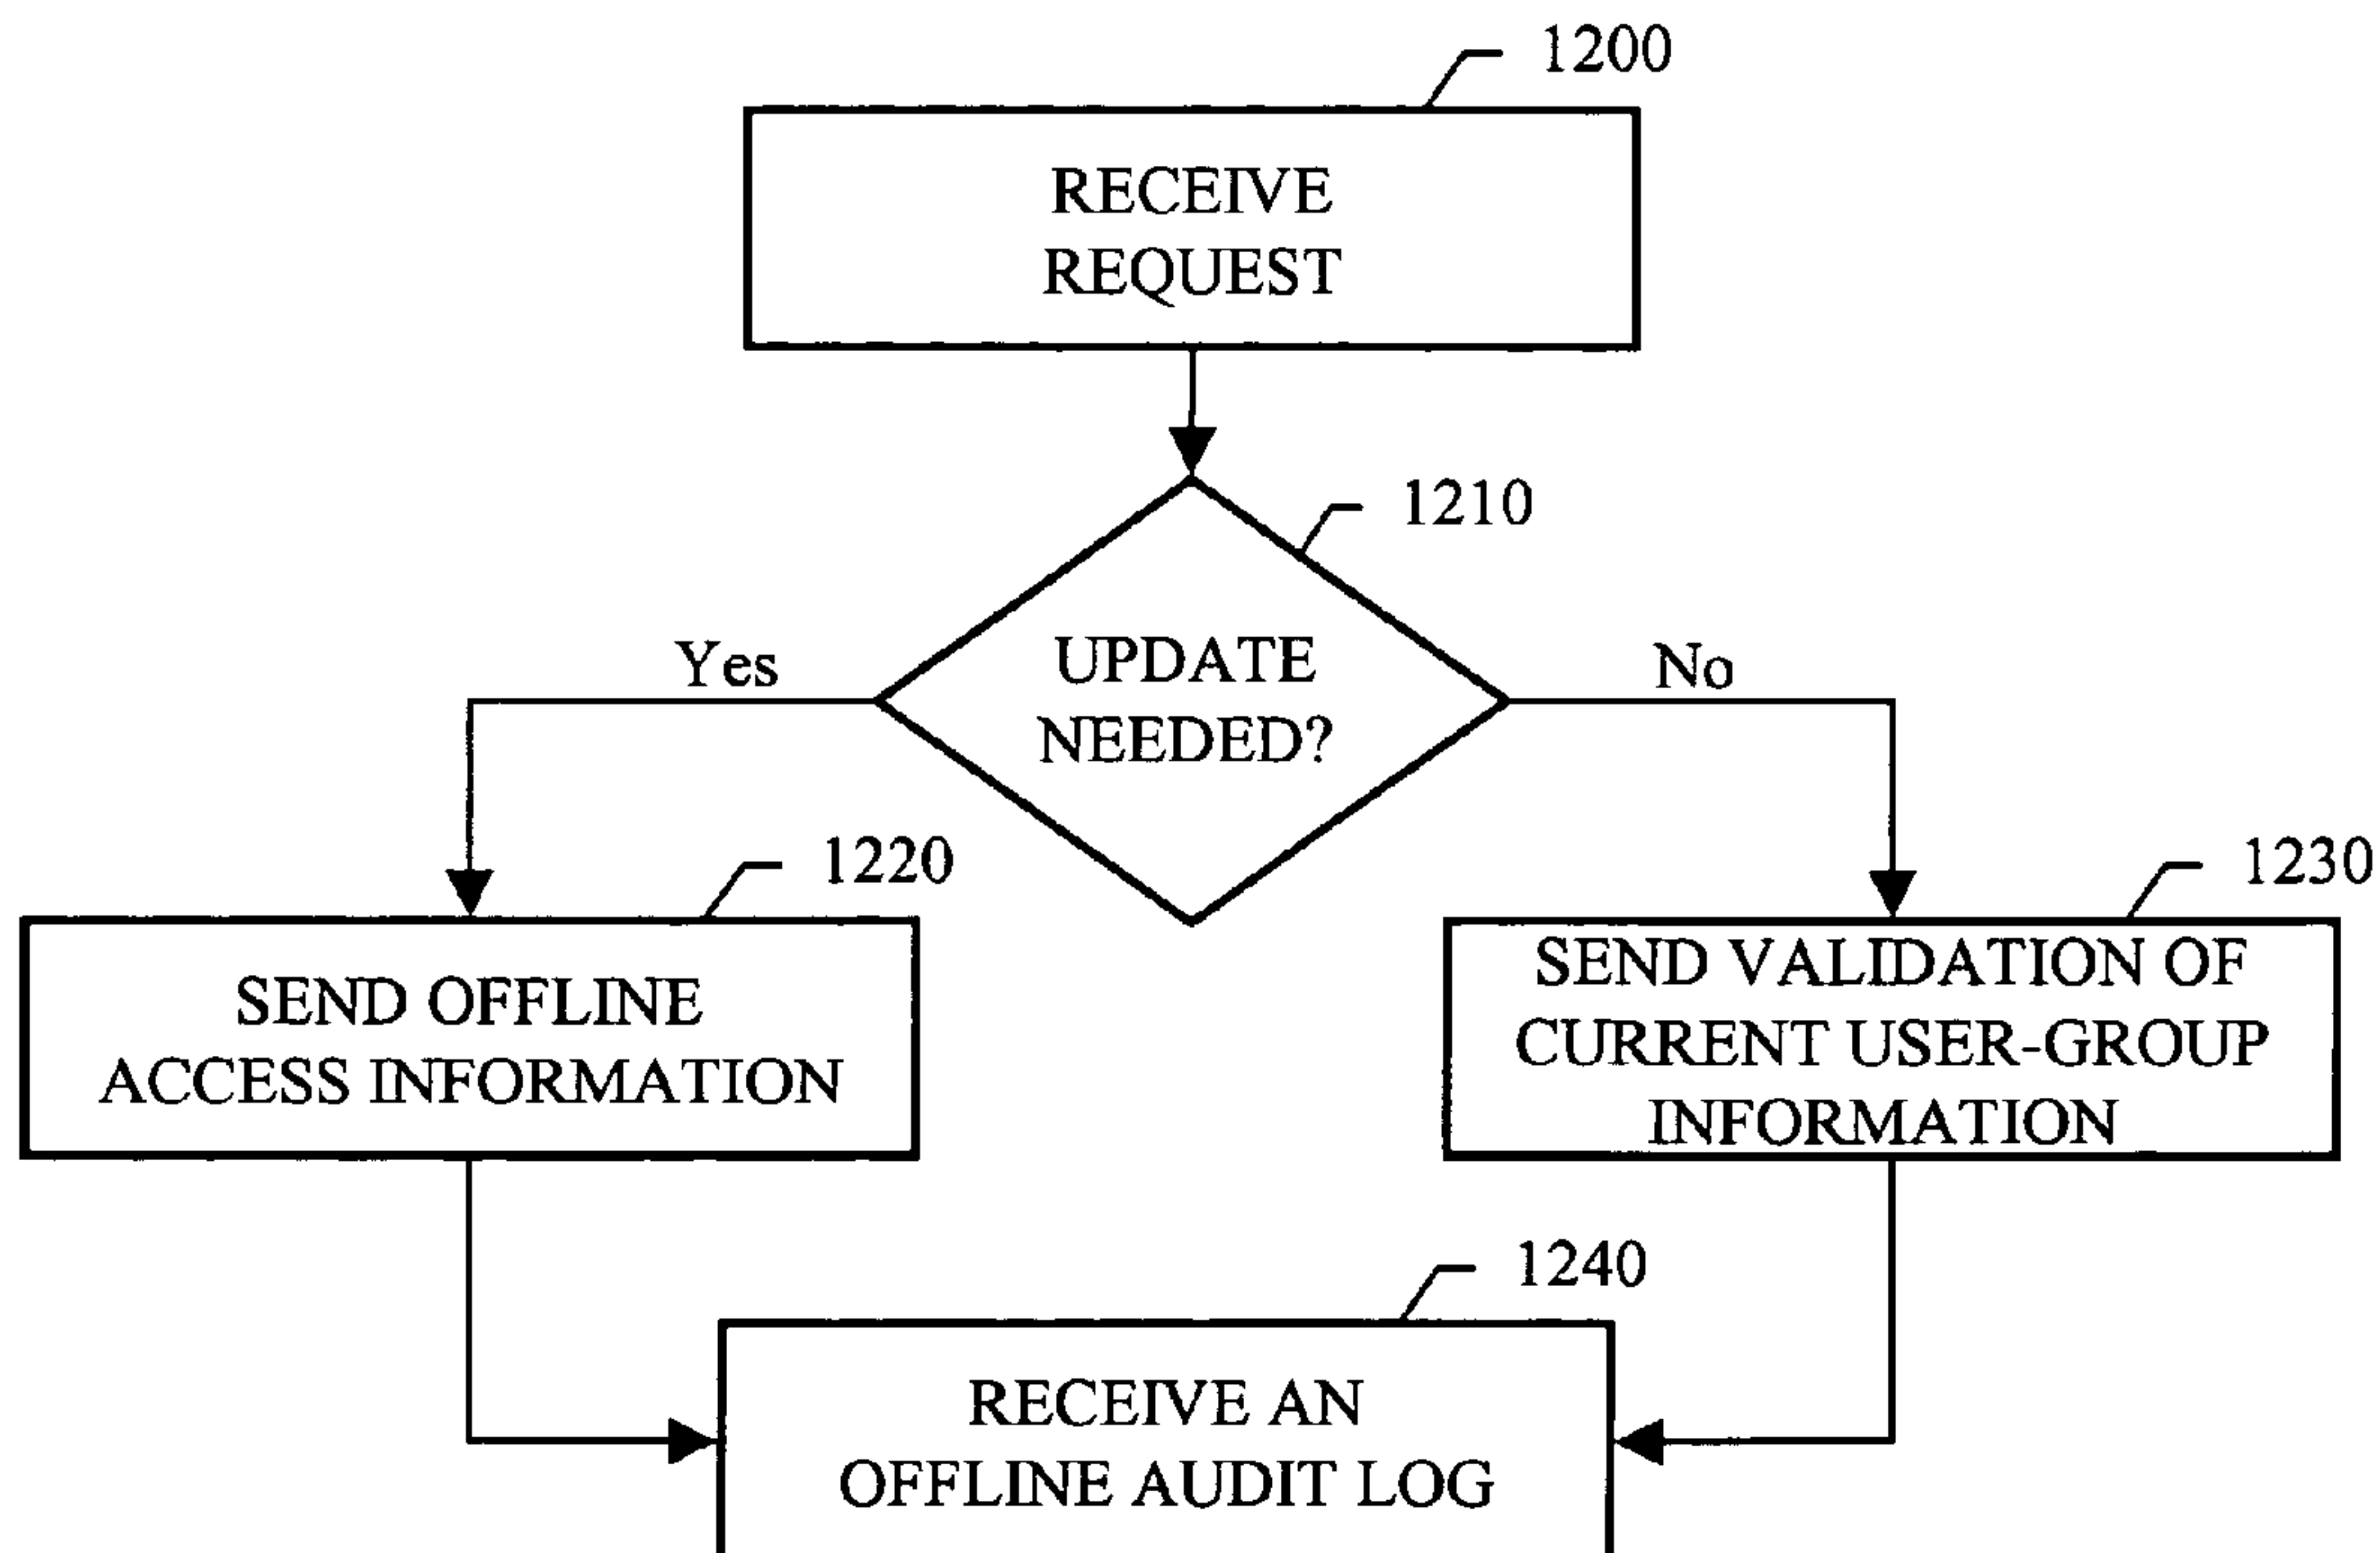 1200
RECEIVE
REQUEST
1210
UPDATE
NEEDED?
Yes
No
1220
1230
SEND OFFLINE
ACCESS INFORMATION
SEND VALIDATION OF
CURRENT USER-GROUP
INFORMATION
1240
RECEIVE AN
OFFLINE AUDIT LOG